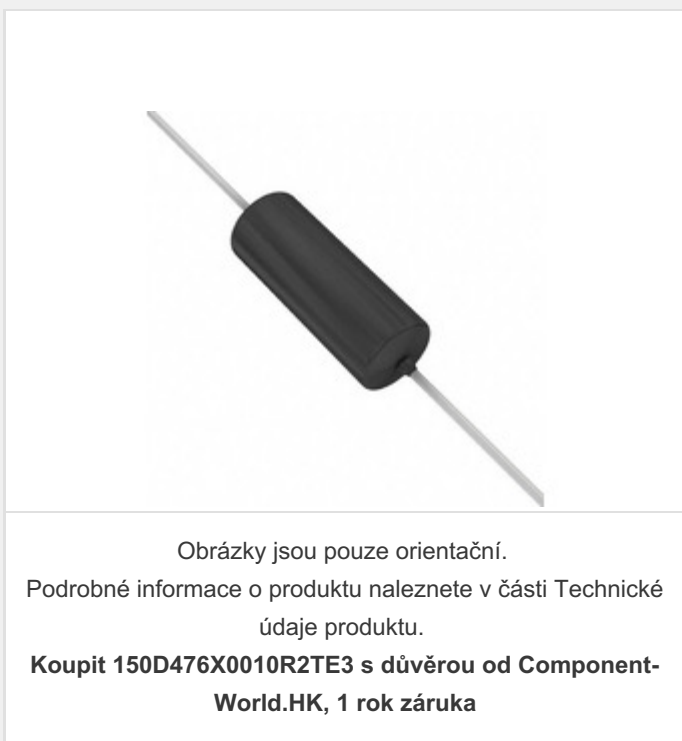 Obrázky jsou pouze orientační.
Podrobné informace o produktu naleznete v části Technické
údaje produktu.
Koupit 150D476X0010R2TE3 s důvěrou od Component-
World.HK, 1 rok záruka